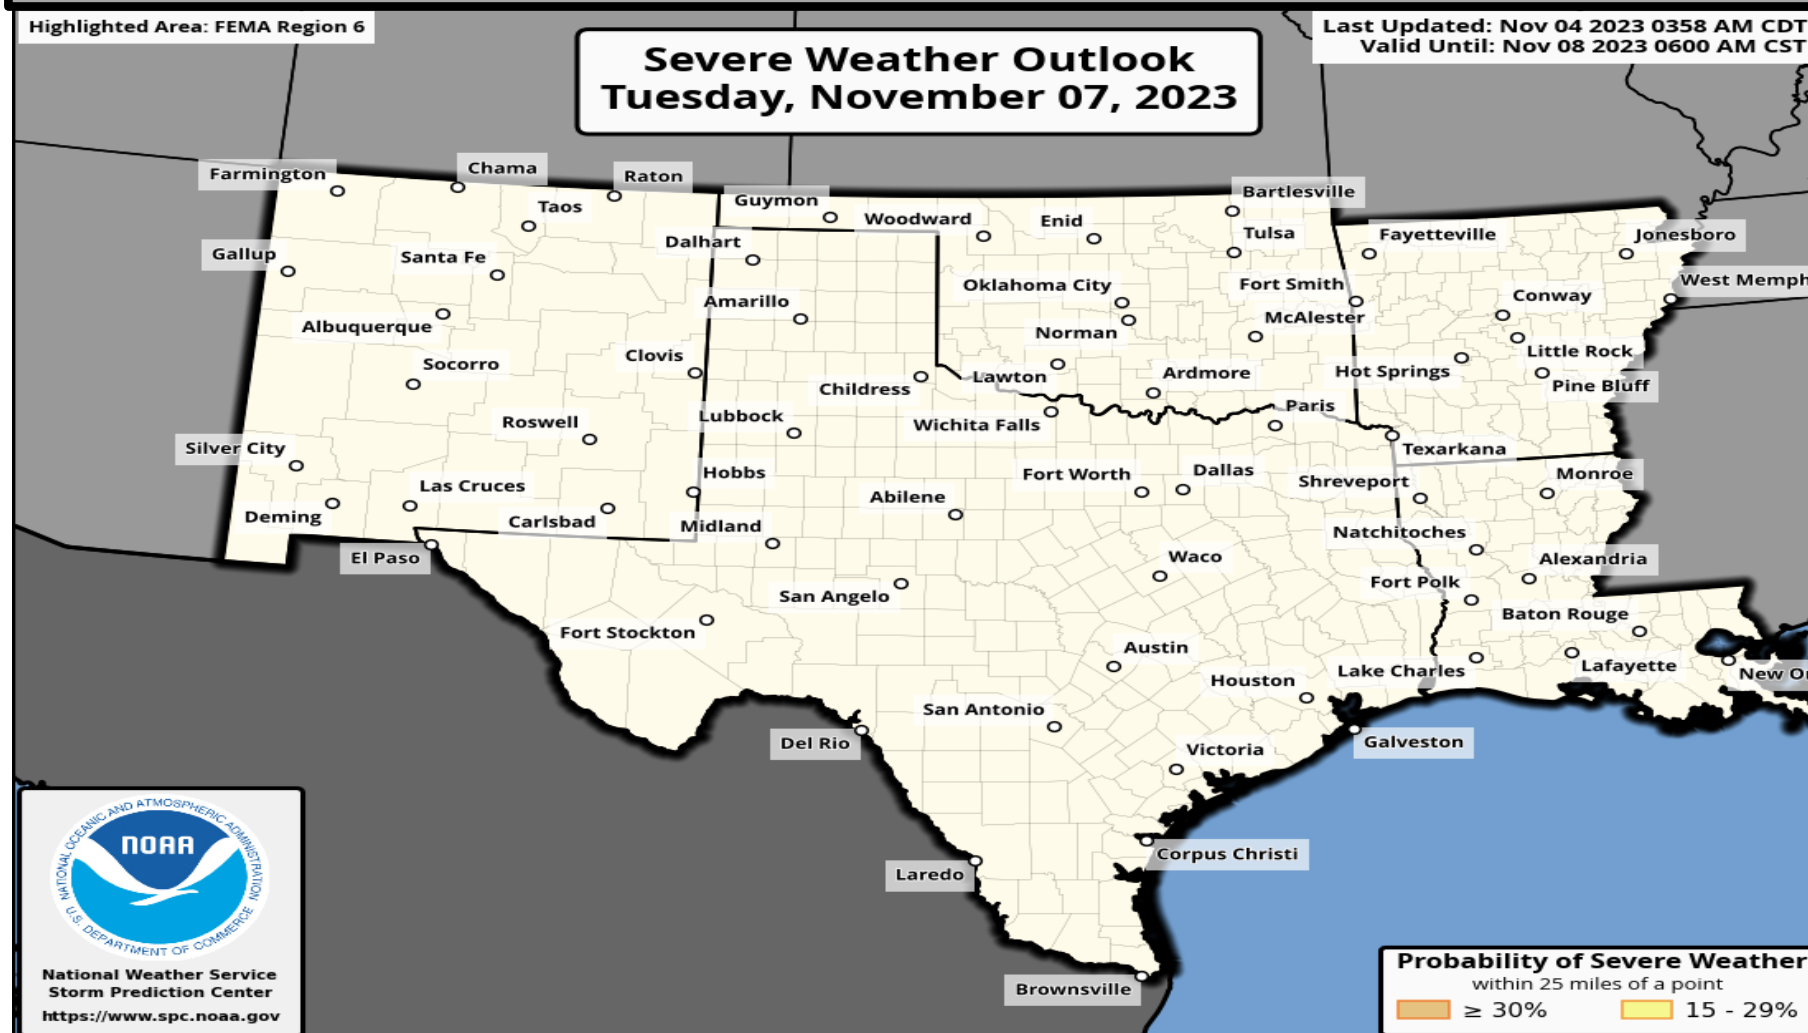 Highlighted Area: FEMA Region 6
Last Updated: Nov 04 2023 0358 AM CDT
Valid Until: Nov 08 2023 0600 AM CST
Severe Weather Outlook
Tuesday, November 07, 2023
Farmington
Chama
Raton
Taos
Guymon
Woodward
Enid
Bartlesville
Tulsa
Fayetteville
Jonesboro
Gallup
Santa Fe
Dalhart
Oklahoma City
Fort Smith
Conway
West Memph
Albuquerque
Amarillo
Norman
McAlester
Little Rock
Socorro
Clovis
Childress
Lawton
Ardmore
Hot Springs
Pine Bluff
Roswell
Lubbock
Wichita Falls
Paris
Texarkana
Silver City
Las Cruces
Hobbs
Abilene
Fort Worth
Dallas
Shreveport
Monroe
Deming
Carlsbad
Midland
Natchitoches
El Paso
Waco
Alexandria
San Angelo
Fort Polk
Fort Stockton
Baton Rouge
Austin
Houston
Lake Charles
Lafayette
New Or
San Antonio
Del Rio
Victoria
Galveston
Laredo
Corpus Christi
Brownsville
NATIONAL OCEANIC AND ATMOSPHERIC ADMINISTRATION
NOAA
U.S. DEPARTMENT OF COMMERCE
National Weather Service
Storm Prediction Center
https://www.spc.noaa.gov
Probability of Severe Weather
within 25 miles of a point
≥ 30%
15 - 29%